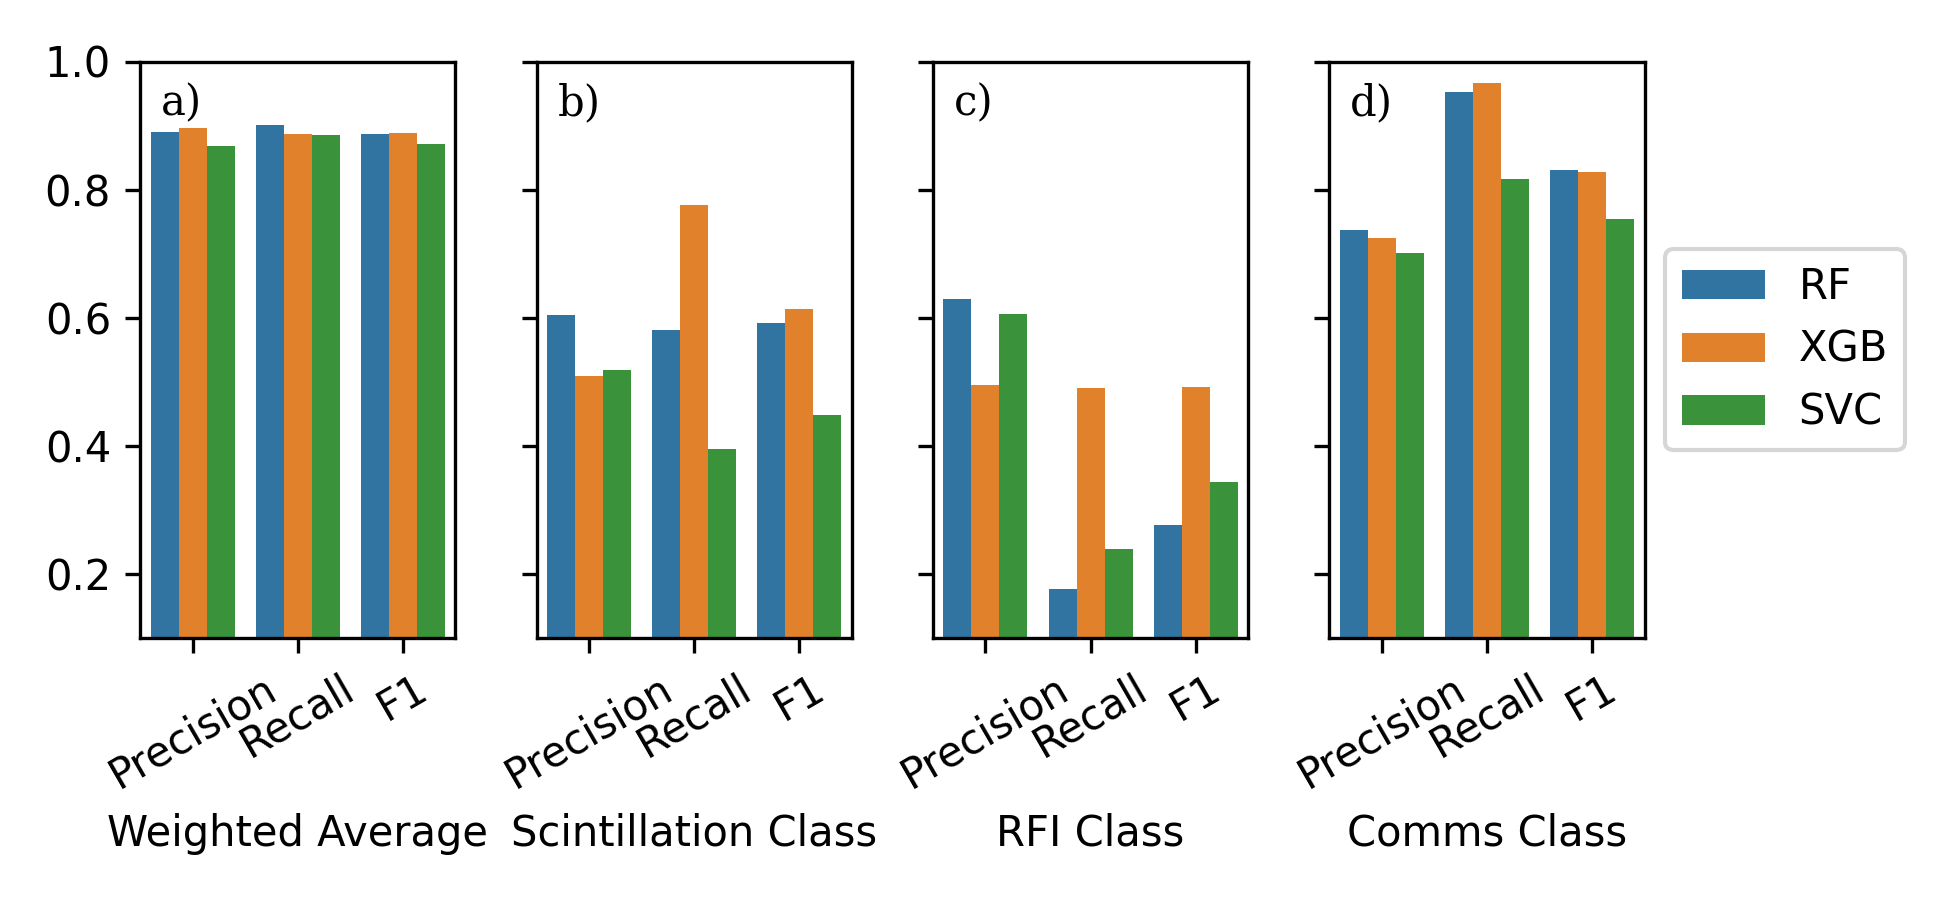 1.0
0.8
0.6
0.4
0.2
a)
b)
c)
d)
RF
XGB
SVC
Precision Recall F1
Precision Recall F1
Precision Recall F1
Precision Recall F1
Weighted Average
Scintillation Class
RFI Class
Comms Class